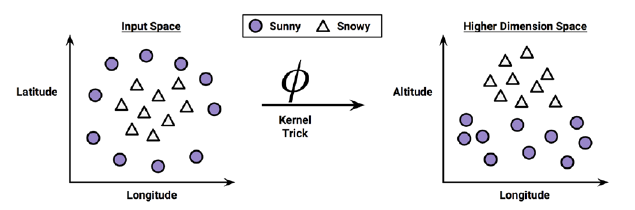 Input Space
Sunny Snowy
Higher Dimension Space
Latitude
ϕ
Kernel
Trick
Altitude
Longitude
Longitude